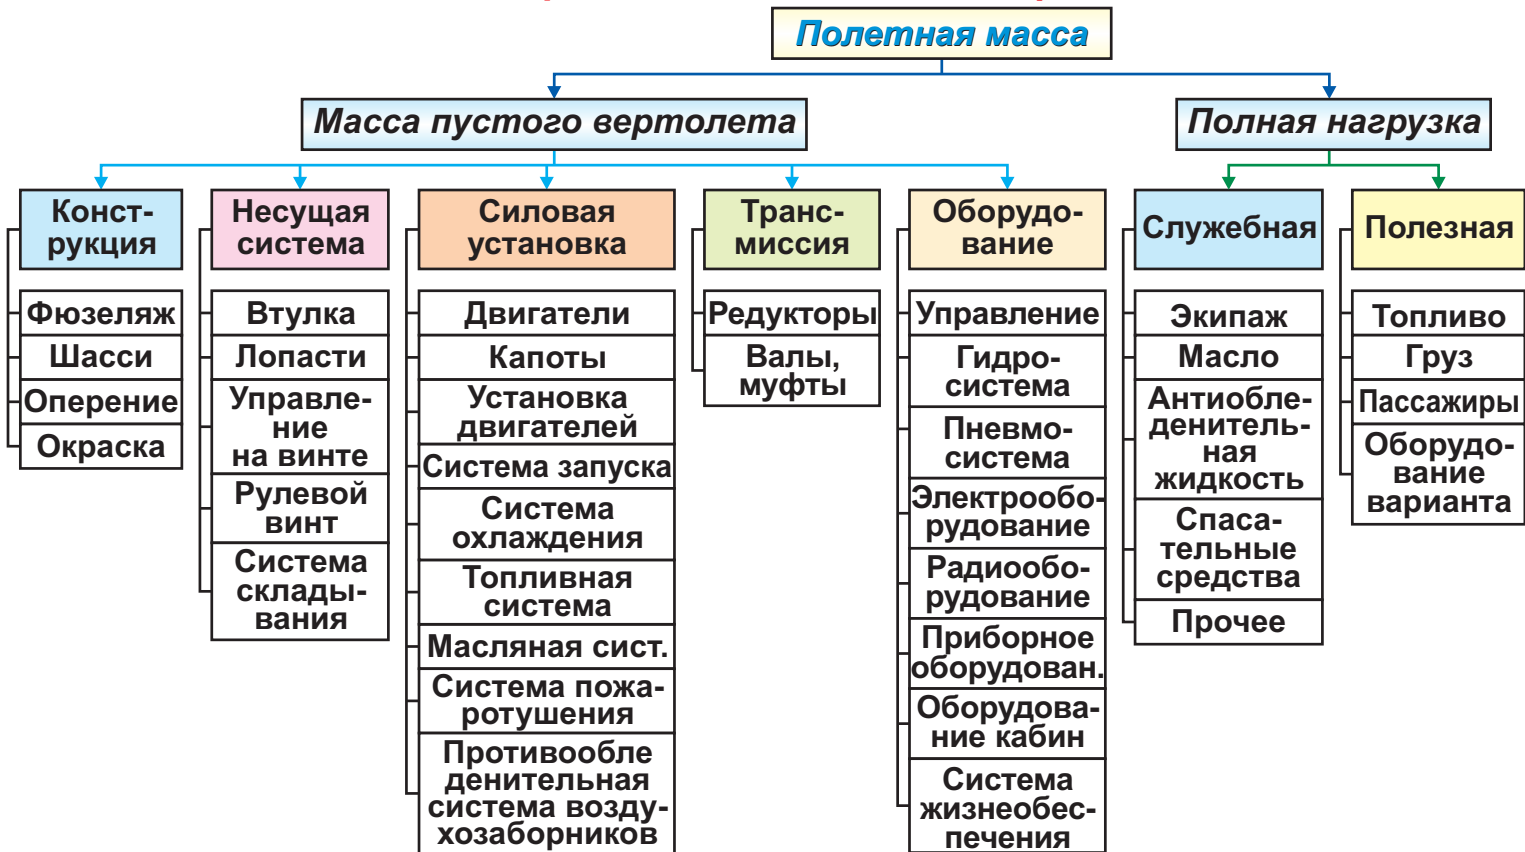 Полетная масса
Масса пустого вертолета
Полная нагрузка
Конст-
рукция
Фюзеляж
Шасси
Оперение
Окраска
Несущая
система
Втулка
Лопасти
Управле-
ние
на винте
Рулевой
винт
Система
склады-
вания
Силовая
установка
Двигатели
Капоты
Установка
двигателей
Система запуска
Система
охлаждения
Топливная
система
Масляная сист.
Система пожа-
ротушения
Противообле
денительная
система возду-
хозаборников
Транс-
миссия
Редукторы
Валы,
муфты
Оборудо-
вание
Управление
Гидро-
система
Пневмо-
система
Электрообо-
рудование
Радиообо-
рудование
Приборное
оборудован.
Оборудова-
ние кабин
Система
жизнеобес-
печения
Служебная
Экипаж
Масло
Антиобле-
денитель-
ная
жидкость
Спаса-
тельные
средства
Прочее
Полезная
Топливо
Груз
Пассажиры
Оборудо-
вание
варианта